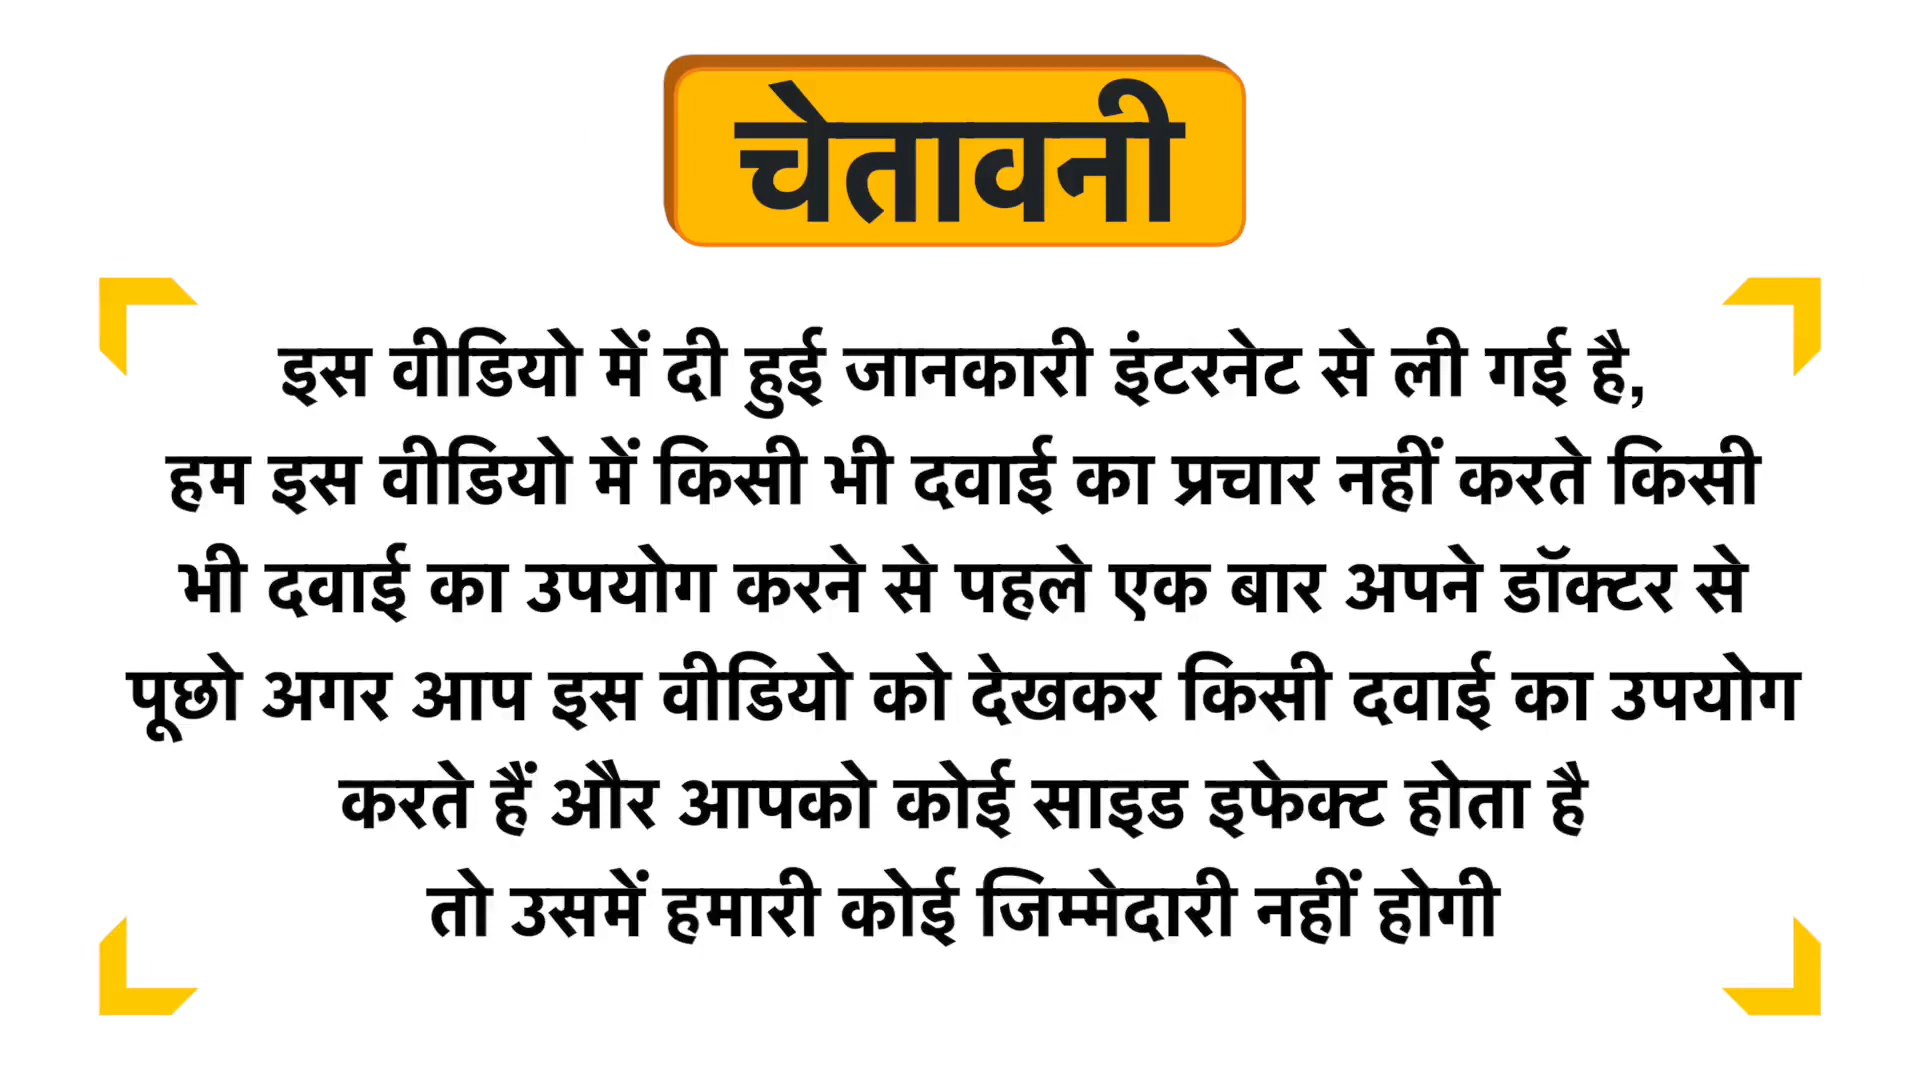 चेतावनी
इस वीडियो में दी हुई जानकारी इंटरनेट से ली गई है,
हम इस वीडियो में किसी भी दवाई का प्रचार नहीं करते किसी
भी दवाई का उपयोग करने से पहले एक बार अपने डॉक्टर से
पूछो अगर आप इस वीडियो को देखकर किसी दवाई का उपयोग
करते हैं और आपको कोई साइड इफेक्ट होता है
तो उसमें हमारी कोई जिम्मेदारी नहीं होगी